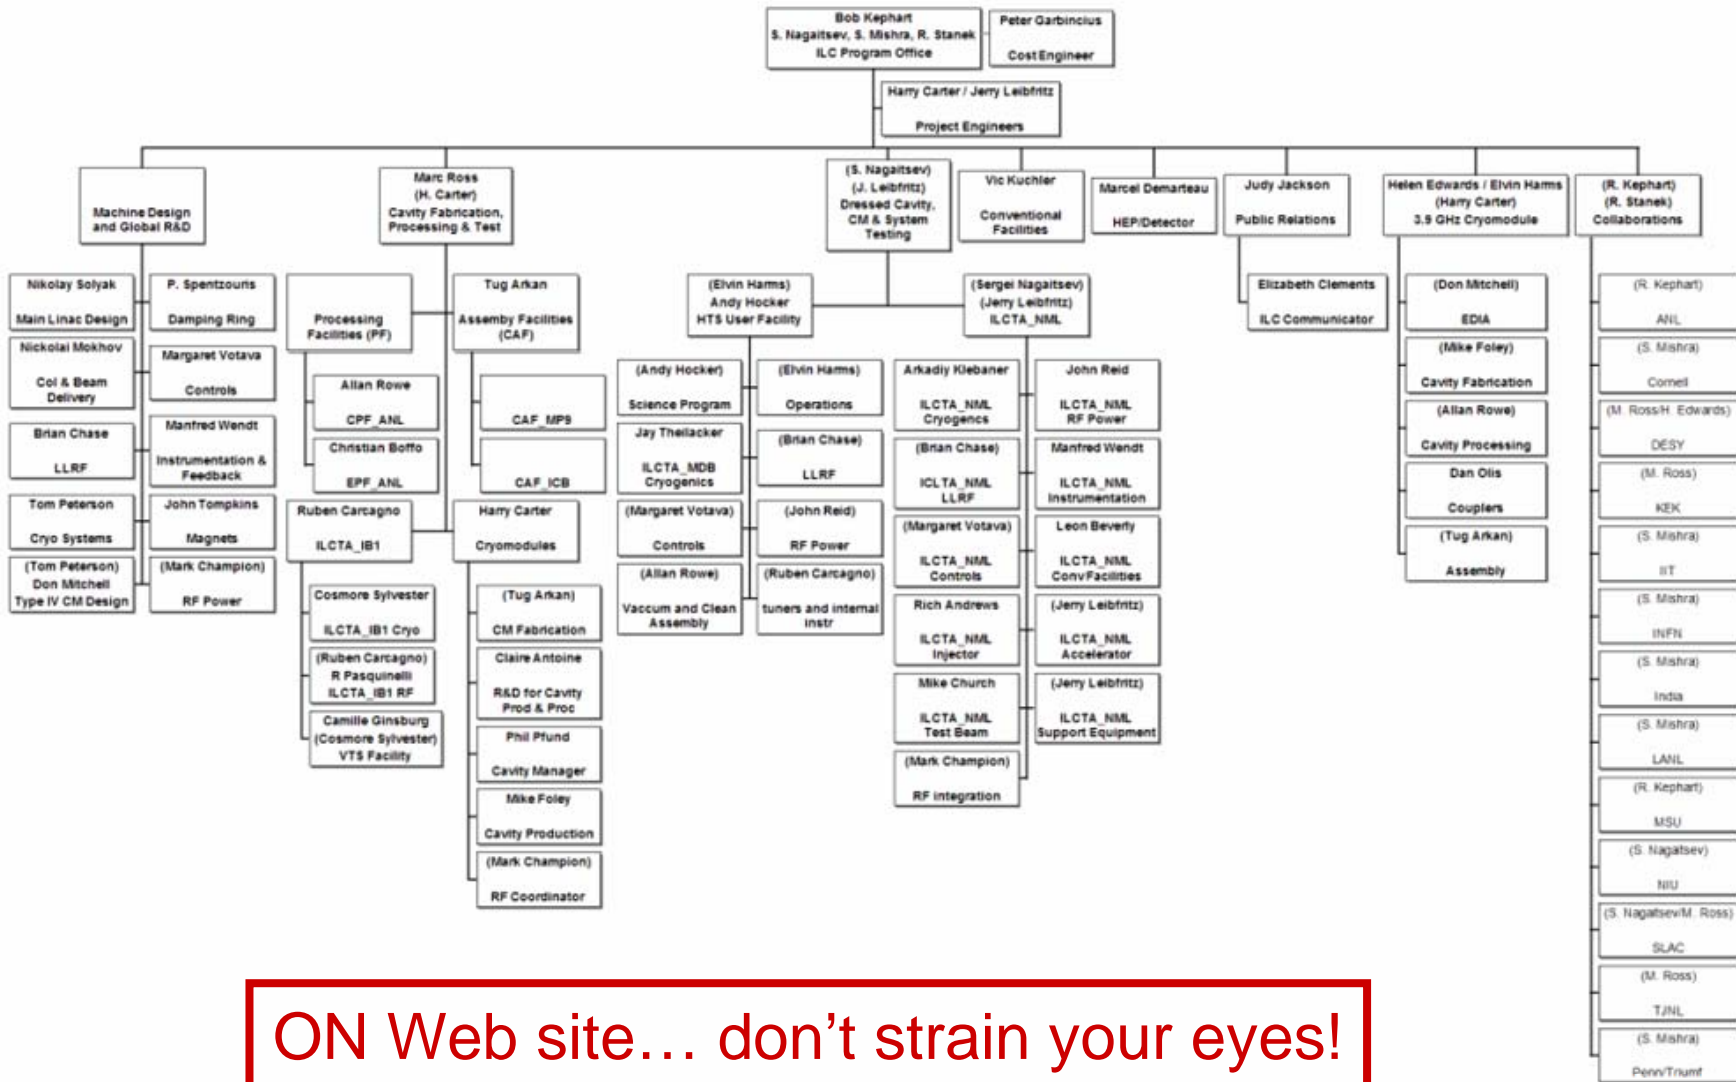 Bob Kephart
S. Nagaitsev, S. Mishra, R. Stanek
ILC Program Office
Peter Garbincius
Cost Engineer
Harry Carter / Jerry Leibfritz
Project Engineers
Machine Design
and Global R&D
Marc Ross
(H. Carter)
Cavity Fabrication,
Processing & Test
(S. Nagaitsev)
(J. Leibfritz)
Dressed Cavity,
CM & System
Testing
Vic Kuchler
Conventional
Facilities
Marcel Demarteau
HEP/Detector
Judy Jackson
Public Relations
Helen Edwards / Elvin Harms
(Harry Carter)
3.9 GHz Cryomodule
(R. Kephart)
(R. Stanek)
Collaborations
Nikolay Solyak
Main Linac Design
P. Spentzouris
Damping Ring
Nickolai Mokhov
Col & Beam
Delivery
Margaret Votava
Controls
Brian Chase
LLRF
Manfred Wendt
Instrumentation &
Feedback
Tom Peterson
Cryo Systems
John Tompkins
Magnets
(Tom Peterson)
Don Mitchell
Type IV CM Design
(Mark Champion)
RF Power
Processing
Facilities (PF)
Tug Arkan
Assemby Facilities
(CAF)
Allan Rowe
CPF_ANL
CAF_MP9
Christian Boffo
EPF_ANL
CAF_ICB
Ruben Carcagno
ILCTA_IB1
Harry Carter
Cryomodules
Cosmore Sylvester
ILCTA_IB1 Cryo
(Ruben Carcagno)
R Pasquinelli
ILCTA_IB1 RF
Camille Ginsburg
(Cosmore Sylvester)
VTS Facility
(Tug Arkan)
CM Fabrication
Claire Antoine
R&D for Cavity
Prod & Proc
Phil Pfund
Cavity Manager
Mike Foley
Cavity Production
(Mark Champion)
RF Coordinator
(Elvin Harms)
Andy Hocker
HTS User Facility
(Sergei Nagaitsev)
(Jerry Leibfritz)
ILCTA_NML
(Andy Hocker)
Science Program
(Elvin Harms)
Operations
Jay Theilacker
ILCTA_MDB
Cryogenics
(Brian Chase)
LLRF
(Margaret Votava)
Controls
(John Reid)
RF Power
(Allan Rowe)
Vaccum and Clean
Assembly
(Ruben Carcagno)
tuners and internal
instr
Arkadiy Klebaner
ILCTA_NML
Cryogencs
John Reid
ILCTA_NML
RF Power
(Brian Chase)
ICLTA_NML
LLRF
Manfred Wendt
ILCTA_NML
Instrumentation
(Margaret Votava)
ILCTA_NML
Controls
Leon Beverly
ILCTA_NML
ConvFacilities
Rich Andrews
ILCTA_NML
Injector
(Jerry Leibfritz)
ILCTA_NML
Accelerator
Mike Church
ILCTA_NML
Test Beam
(Jerry Leibfritz)
ILCTA_NML
Support Equipment
(Mark Champion)
RF integration
Elizabeth Clements
ILC Communicator
(Don Mitchell)
EDIA
(Mike Foley)
Cavity Fabrication
(Allan Rowe)
Cavity Processing
Dan Olis
Couplers
(Tug Arkan)
Assembly
(R. Kephart)
ANL
(S. Mishra)
Cornell
(M. Ross/H. Edwards)
DESY
(M. Ross)
KEK
(S. Mishra)
IIT
(S. Mishra)
INFN
(S. Mishra)
India
(S. Mishra)
LANL
(R. Kephart)
MSU
(S. Nagaitsev)
NIU
(S. Nagaitsev/M. Ross)
SLAC
(M. Ross)
TJNL
(S. Mishra)
Penn/Triumf
ON Web site… don’t strain your eyes!